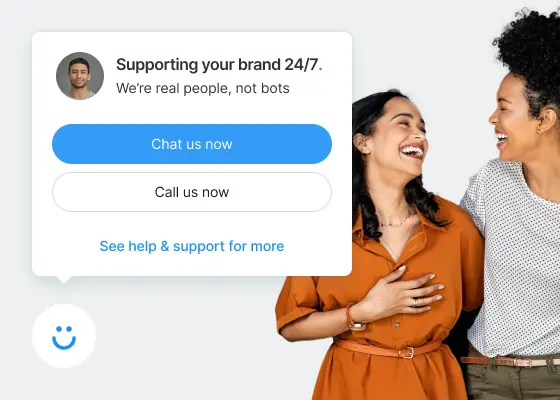 Supporting your brand 24/7.
We're real people, not bots
Chat us now
Call us now
See help & support for more